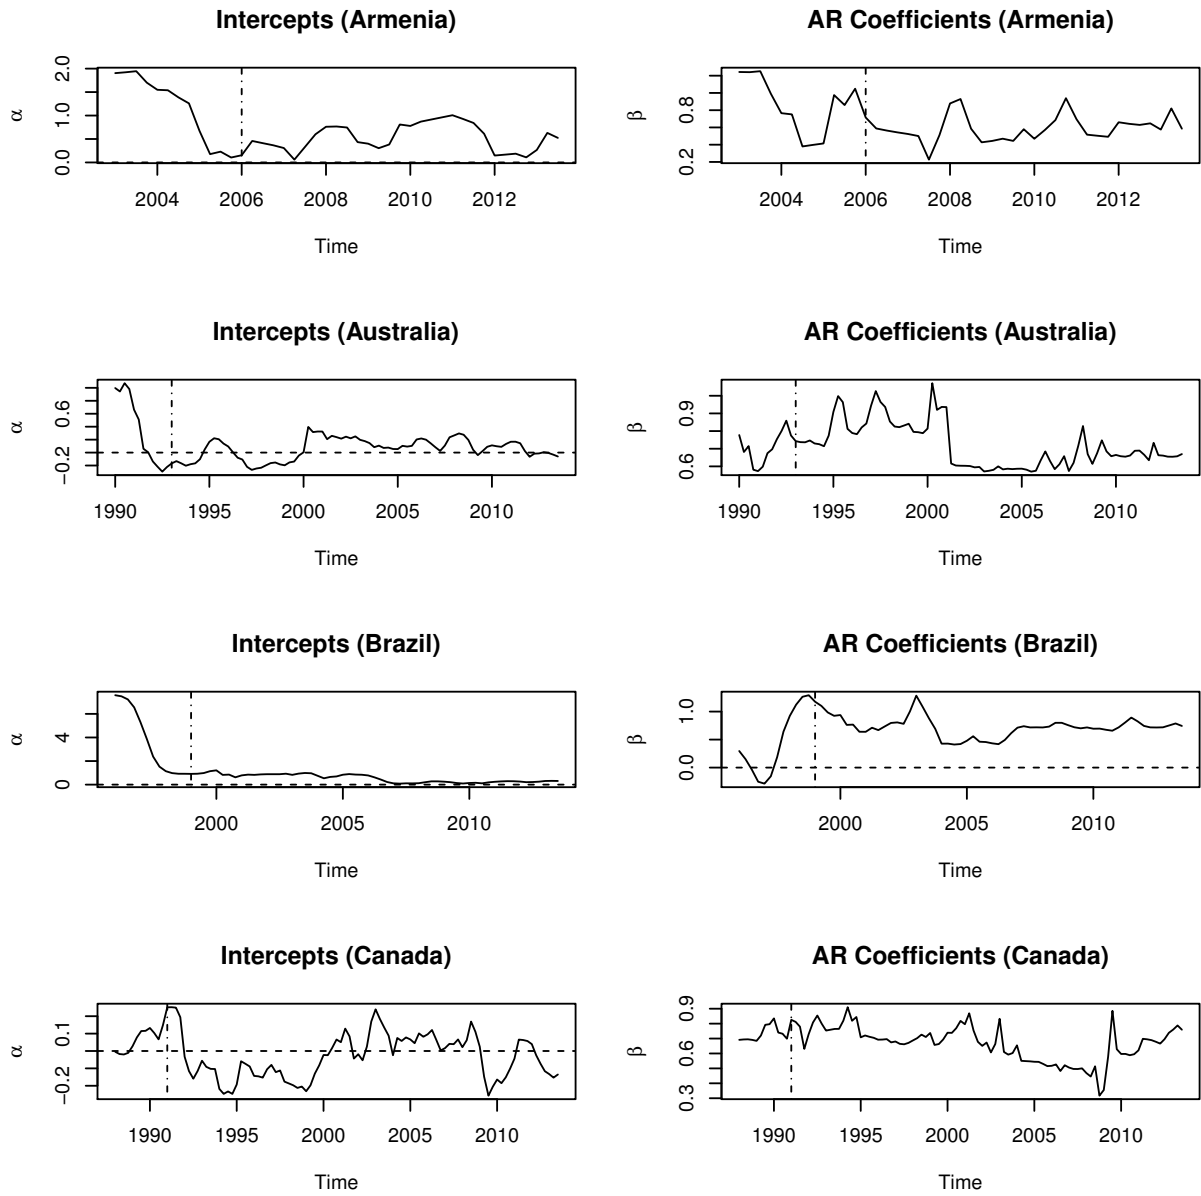 Intercepts (Armenia)
α
0.0 1.0 2.0
2004 2006 2008 2010 2012
Time
AR Coefficients (Armenia)
β
0.2 0.8
2004 2006 2008 2010 2012
Time
Intercepts (Australia)
α
−0.2 0.6
1990 1995 2000 2005 2010
Time
AR Coefficients (Australia)
β
0.6 0.9
1990 1995 2000 2005 2010
Time
Intercepts (Brazil)
α
0 4
2000 2005 2010
Time
AR Coefficients (Brazil)
β
0.0 1.0
2000 2005 2010
Time
Intercepts (Canada)
α
−0.2 0.1
1990 1995 2000 2005 2010
Time
AR Coefficients (Canada)
β
0.3 0.6 0.9
1990 1995 2000 2005 2010
Time